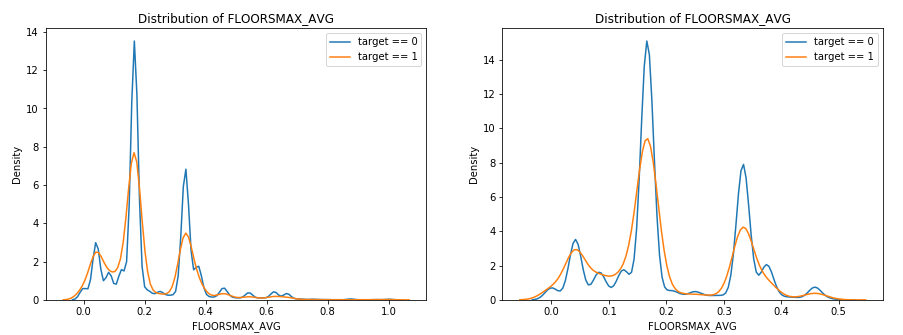 Distribution of FLOORSMAX_AVG
target == 0
target == 1
14
12
10
8
6
4
2
0
Density
0.0 0.2 0.4 0.6 0.8 1.0
FLOORSMAX_AVG
Distribution of FLOORSMAX_AVG
target == 0
target == 1
14
12
10
8
6
4
2
0
Density
0.0 0.1 0.2 0.3 0.4 0.5
FLOORSMAX_AVG